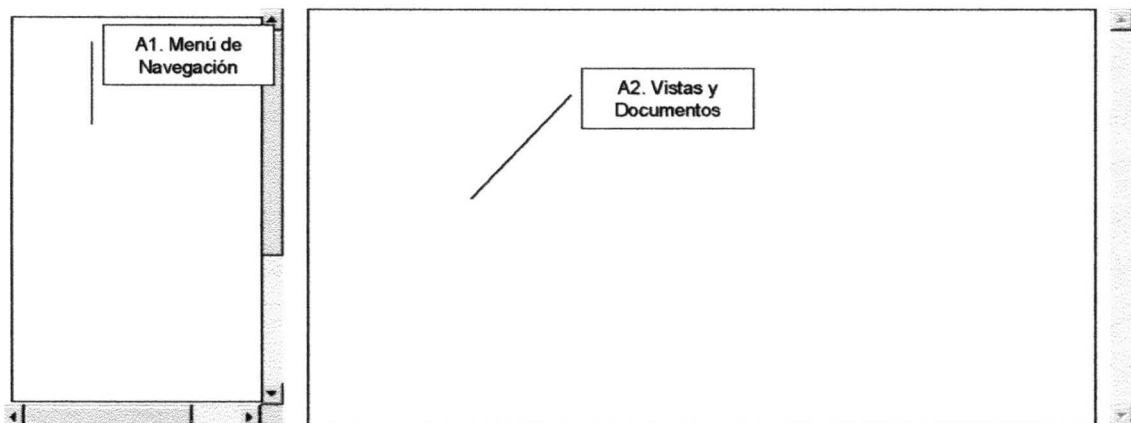 A1. Menú de
Navegación
A2. Vistas y
Documentos